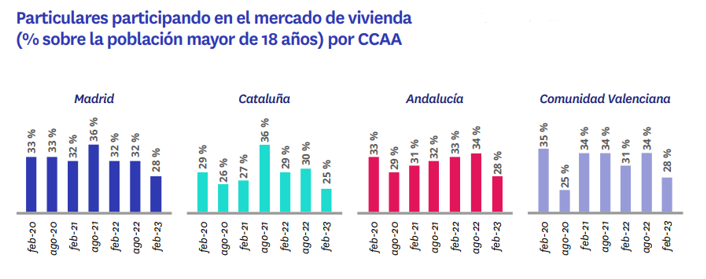 Particulares participando en el mercado de vivienda
(% sobre la población mayor de 18 años) por CCAA
Madrid
33 %
33 %
32 %
36 %
32 %
32 %
28 %
feb-20
ago-20
feb-21
ago-21
feb-22
ago-22
feb-23
Cataluña
29 %
26 %
27 %
36 %
29 %
30 %
25 %
feb-20
ago-20
feb-21
ago-21
feb-22
ago-22
feb-23
Andalucía
33 %
29 %
31 %
32 %
33 %
34 %
28 %
feb-20
ago-20
feb-21
ago-21
feb-22
ago-22
feb-23
Comunidad Valenciana
35 %
25 %
34 %
34 %
31 %
34 %
28 %
feb-20
ago-20
feb-21
ago-21
feb-22
ago-22
feb-23